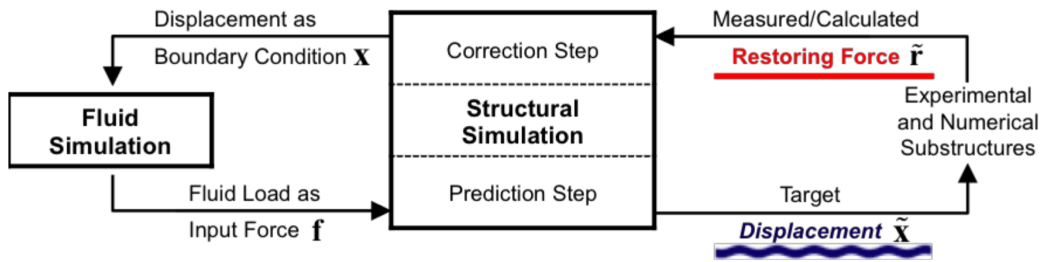 Displacement as
Boundary Condition x
Fluid
Simulation
Fluid Load as
Input Force f
Correction Step
Structural
Simulation
Prediction Step
Measured/Calculated
Restoring Force r̃
Experimental
and Numerical
Substructures
Target
Displacement x̃